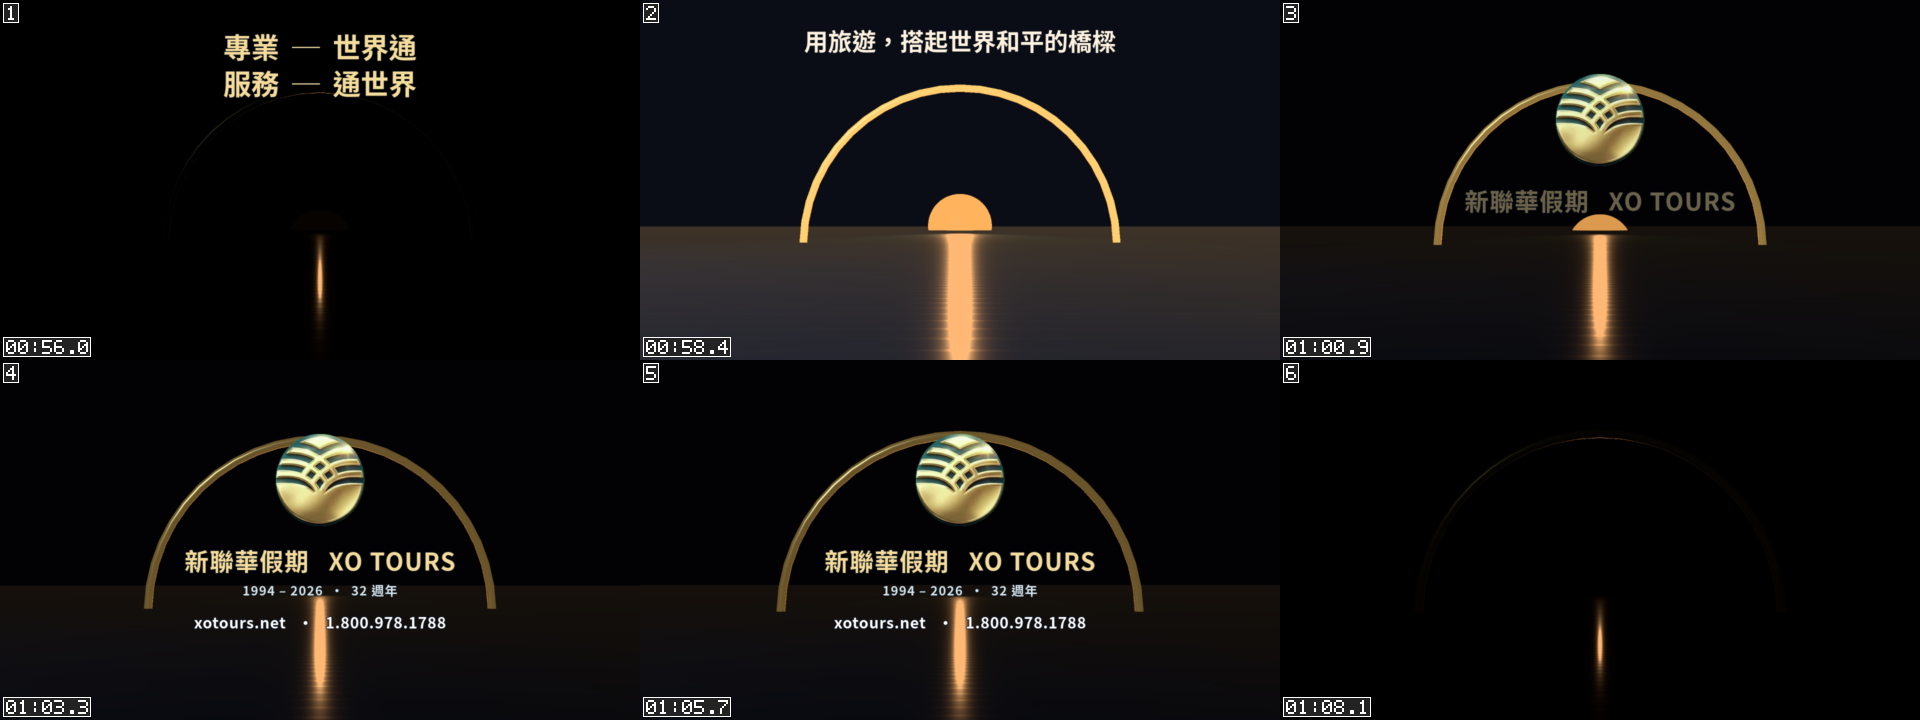 1
專業 — 世界通
服務 — 通世界
00:56.0
2
用旅遊，搭起世界和平的橋樑
00:58.4
3
新聯華假期 XO TOURS
01:00.9
4
新聯華假期 XO TOURS
1994 – 2026 • 32 週年
xotours.net • 1.800.978.1788
01:03.3
5
新聯華假期 XO TOURS
1994 – 2026 • 32 週年
xotours.net • 1.800.978.1788
01:05.7
6
01:08.1